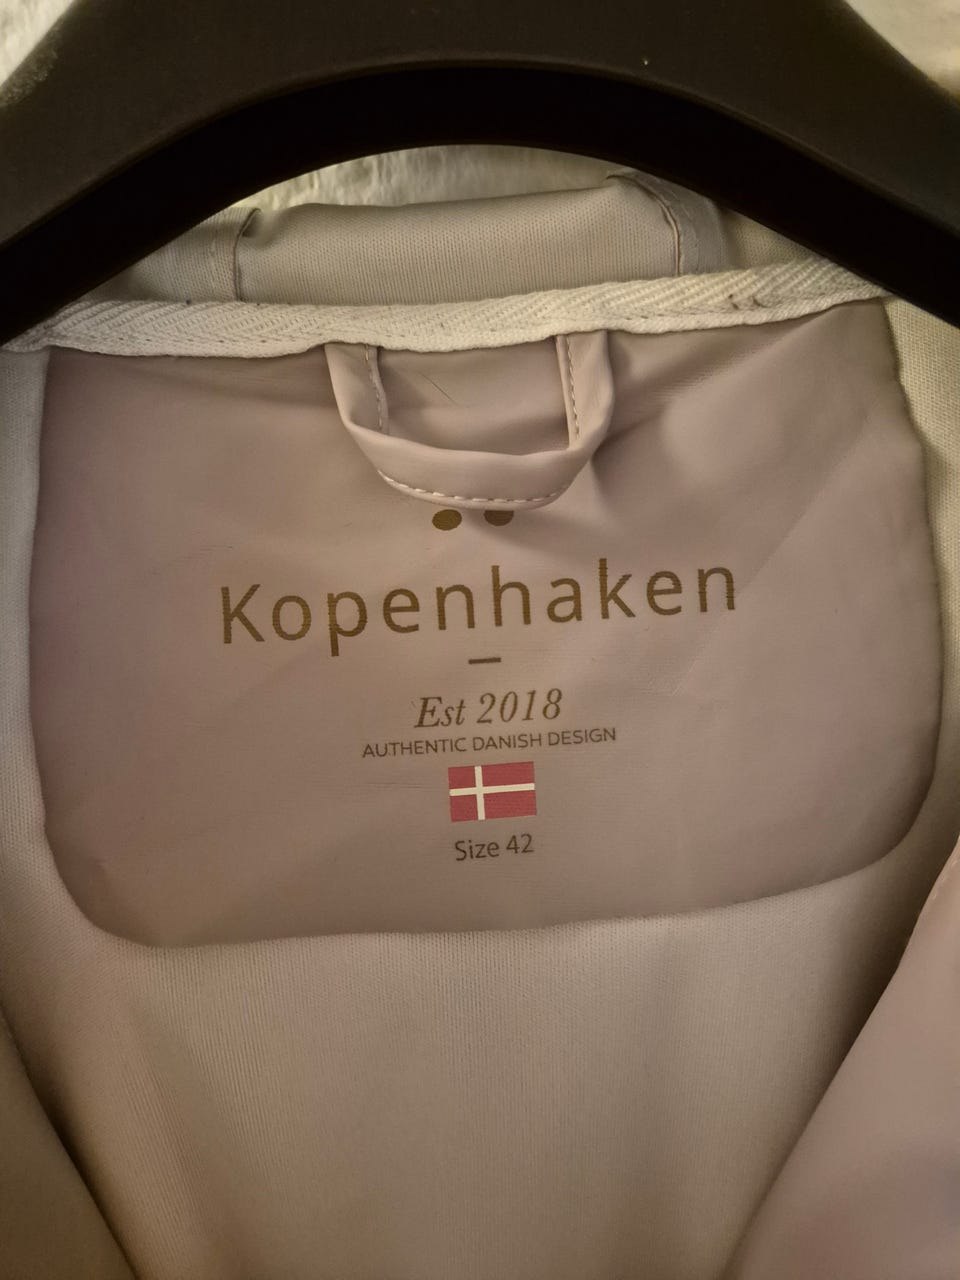 Kopenhaken
Est 2018
AUTHENTIC DANISH DESIGN
Size 42